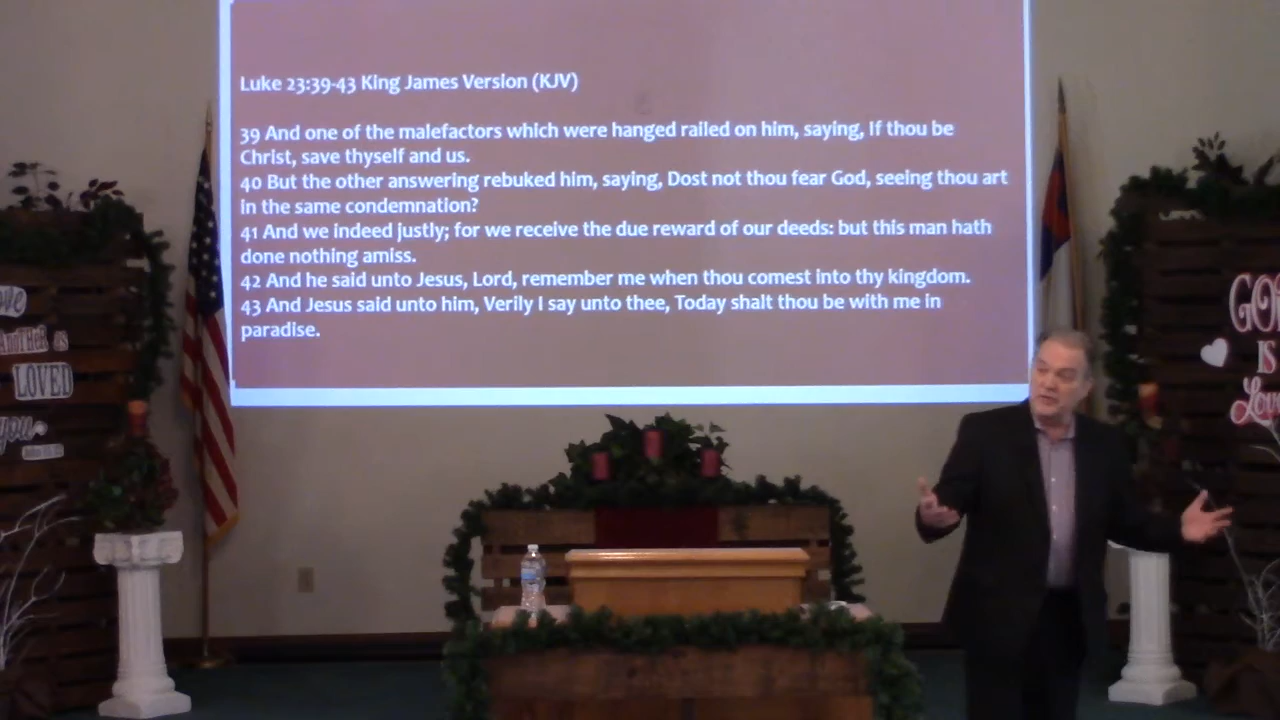 Luke 23:39-43 King James Version (KJV)
39 And one of the malefactors which were hanged railed on him, saying, If thou be
Christ, save thyself and us.
40 But the other answering rebuked him, saying, Dost not thou fear God, seeing thou art
in the same condemnation?
41 And we indeed justly; for we receive the due reward of our deeds: but this man hath
done nothing amiss.
42 And he said unto Jesus, Lord, remember me when thou comest into thy kingdom.
43 And Jesus said unto him, Verily I say unto thee, Today shalt thou be with me in
paradise.
AnotHeR as
LOVED
you
GOD
IS
Love